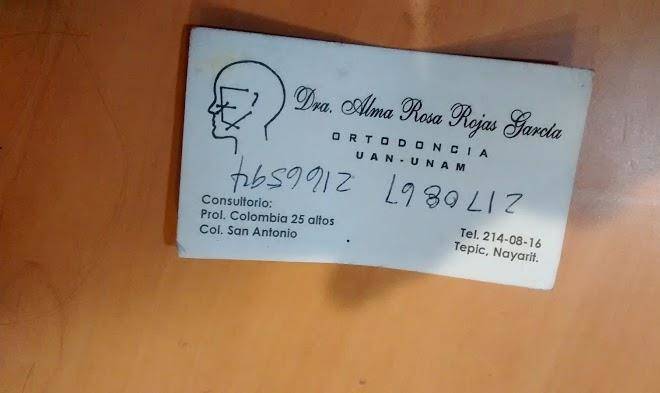 Dra. Alma Rosa Rojas García
ORTODONCIA
UAN-UNAM
2170867 2166594
Consultorio:
Prol. Colombia 25 altos
Col. San Antonio
Tel. 214-08-16
Tepic, Nayarit.